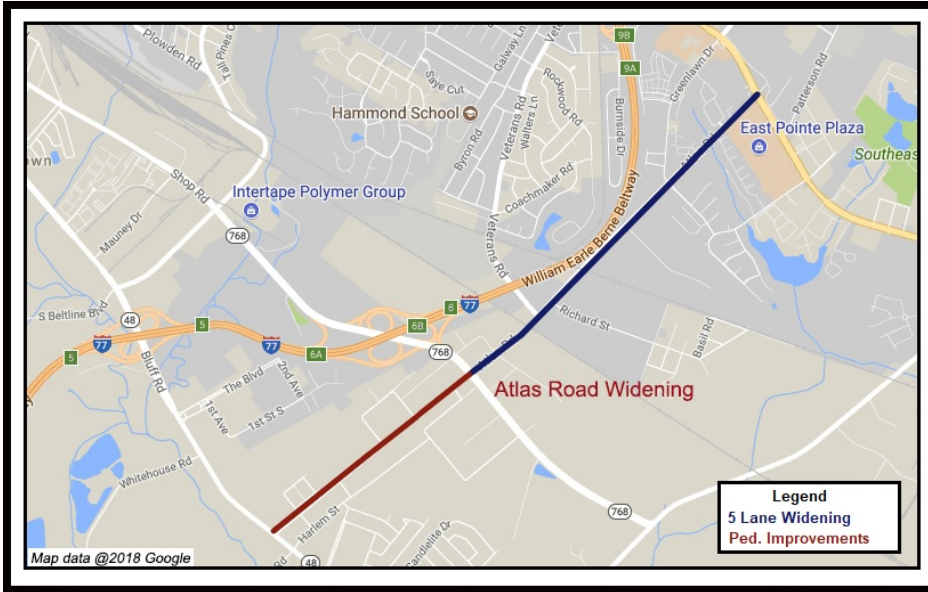 Plowden Rd
Tall Pines C
Galway Ln
Vete
9B
9A
Greenlawn Dr
Patterson Rd
Saye Cut
Rockwood Rd
Hammond School
Veterans Rd
Walters Ln
Byron Rd
Burnside Dr
East Pointe Plaza
Southeas
own
Shop Rd
Intertape Polymer Group
Coachmaker Rd
Mauney Dr
768
Veterans Rd
William Earle Berne Beltway
S Beltline Blvd
48
5
77
6
77
6B
Richard St
Basil Rd
5
77
6A
768
Bluff Rd
The Blvd
2nd Ave
Atlas Road Widening
1st Ave
1st St S
Whitehouse Rd
Harlem St
768
Candlelite Dr
Rd
48
Legend
5 Lane Widening
Ped. Improvements
Map data @2018 Google